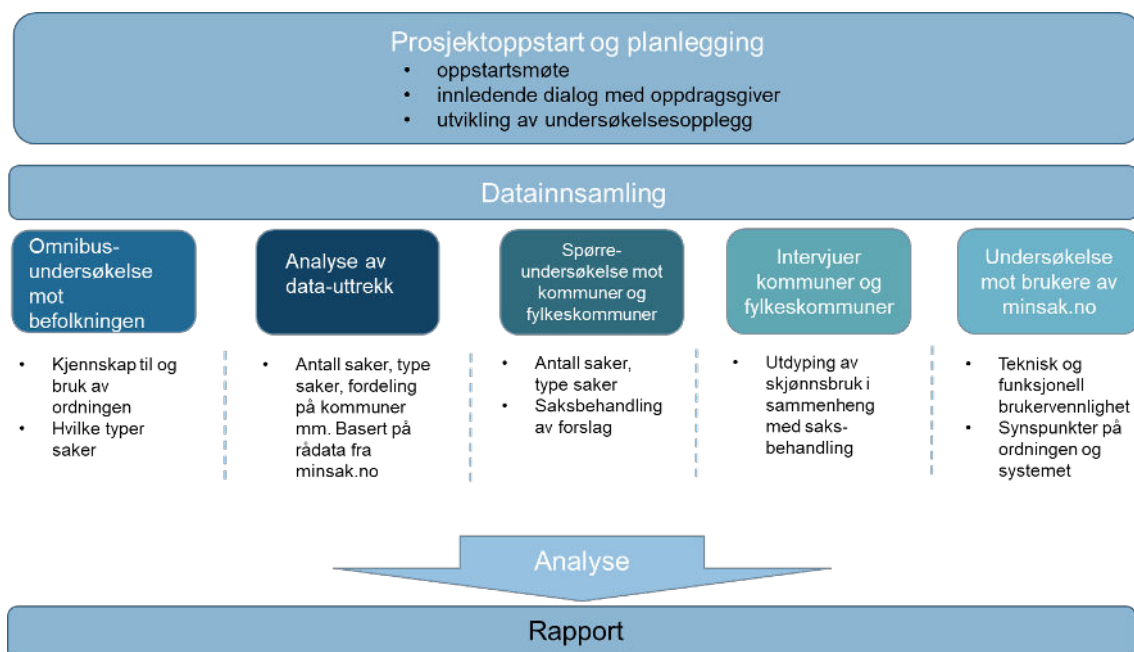 Prosjektoppstart og planlegging
• oppstartsmøte
• innledende dialog med oppdragsgiver
• utvikling av undersøkelsesopplegg
Datainnsamling
Omnibus-
undersøkelse
mot
befolkningen
• Kjennskap til og
bruk av
ordningen
• Hvilke typer
saker
Analyse av
data-uttrekk
• Antall saker, type
saker, fordeling
på kommuner
mm. Basert på
rådata fra
minsak.no
Spørre-
undersøkelse mot
kommuner og
fylkeskommuner
• Antall saker,
type saker
• Saksbehandling
av forslag
Intervjuer
kommuner og
fylkeskommuner
• Utdyping av
skjønnsbruk i
sammenheng
med saks-
behandling
Undersøkelse
mot brukere av
minsak.no
• Teknisk og
funksjonell
brukervennlighet
• Synspunkter på
ordningen og
systemet
Analyse
Rapport